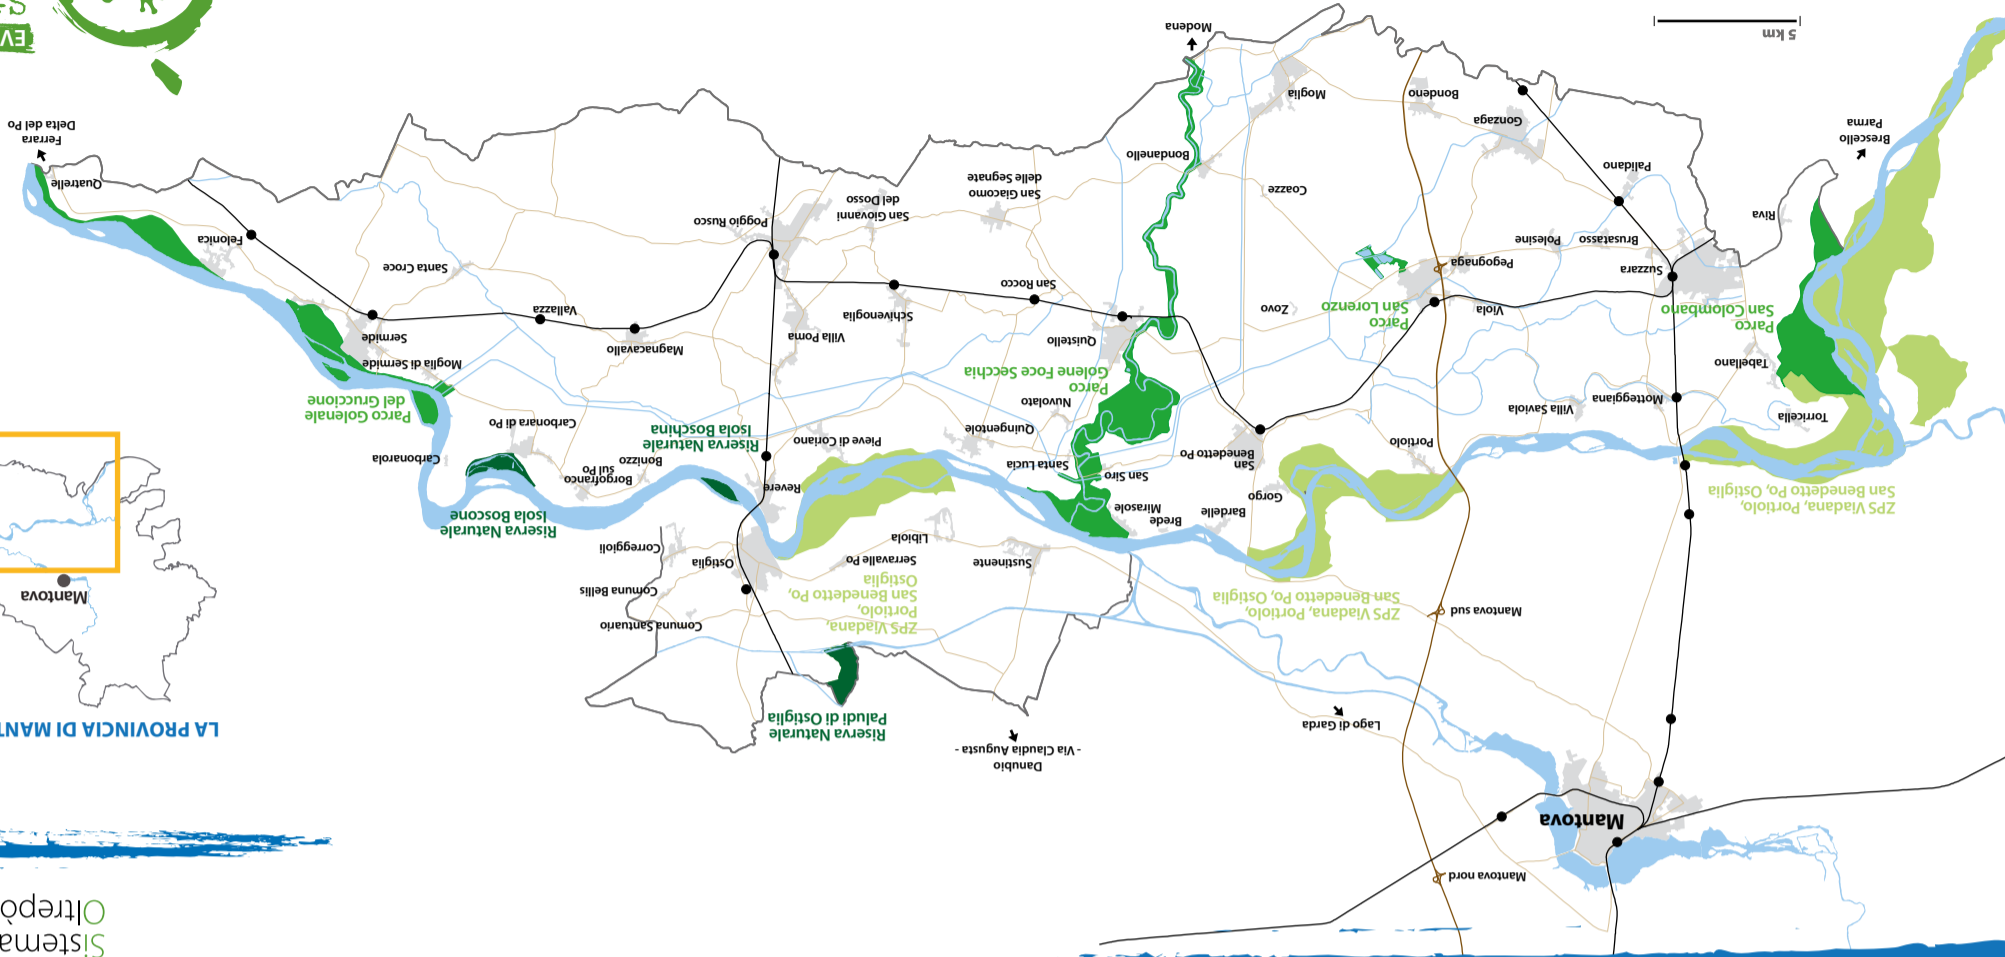 Sistema
Oltrepò
Mantova nord
Mantova
Danubio
- Via Claudia Augusta -
Lago di Garda
LA PROVINCIA DI MANT
Mantova
Riserva Naturale
Paludi di Ostiglia
Mantova sud
ZPS Viadana, Portiolo,
San Benedetto Po, Ostiglia
ZPS Viadana,
Portiolo,
San Benedetto Po,
Ostiglia
Comuna Santuario
Comuna Bellis
Correggioli
Ostiglia
Serravalle Po
Libiola
Sustinente
ZPS Viadana, Portiolo,
San Benedetto Po, Ostiglia
Bardelle
Brede
Mirasole
Gorgo
San
Benedetto Po
San Siro
Santa Lucia
Revere
Riserva Naturale
Isola Boscone
Borgofranco
sul Po
Bonizzo
Carbonarola
Portiolo
Quingentole
Pieve di Coriano
Riserva Naturale
Isola Boschina
Carbonara di Po
Torricella
Motteggiana
Villa Saviola
Nuvolato
Parco
Golene Foce Secchia
Parco Golenale
del Gruccione
Tabellano
Quistello
Villa Poma
Magnacavallo
Moglia di Sermide
Sermide
Parco
San Colombano
Viola
Parco
San Lorenzo
Zovo
Schivenoglia
Vallazza
San Rocco
Suzzara
Brusatasso
Polesine
Pegognaga
Santa Croce
Felonica
Riva
Poggio Rusco
San Giovanni
del Dosso
San Giacomo
delle Segnate
Coazze
Quatrelle
Palidano
Bondanello
Brescello
Parma
Gonzaga
Bondeno
Moglia
Ferrara
Delta del Po
5 km
Modena
EV